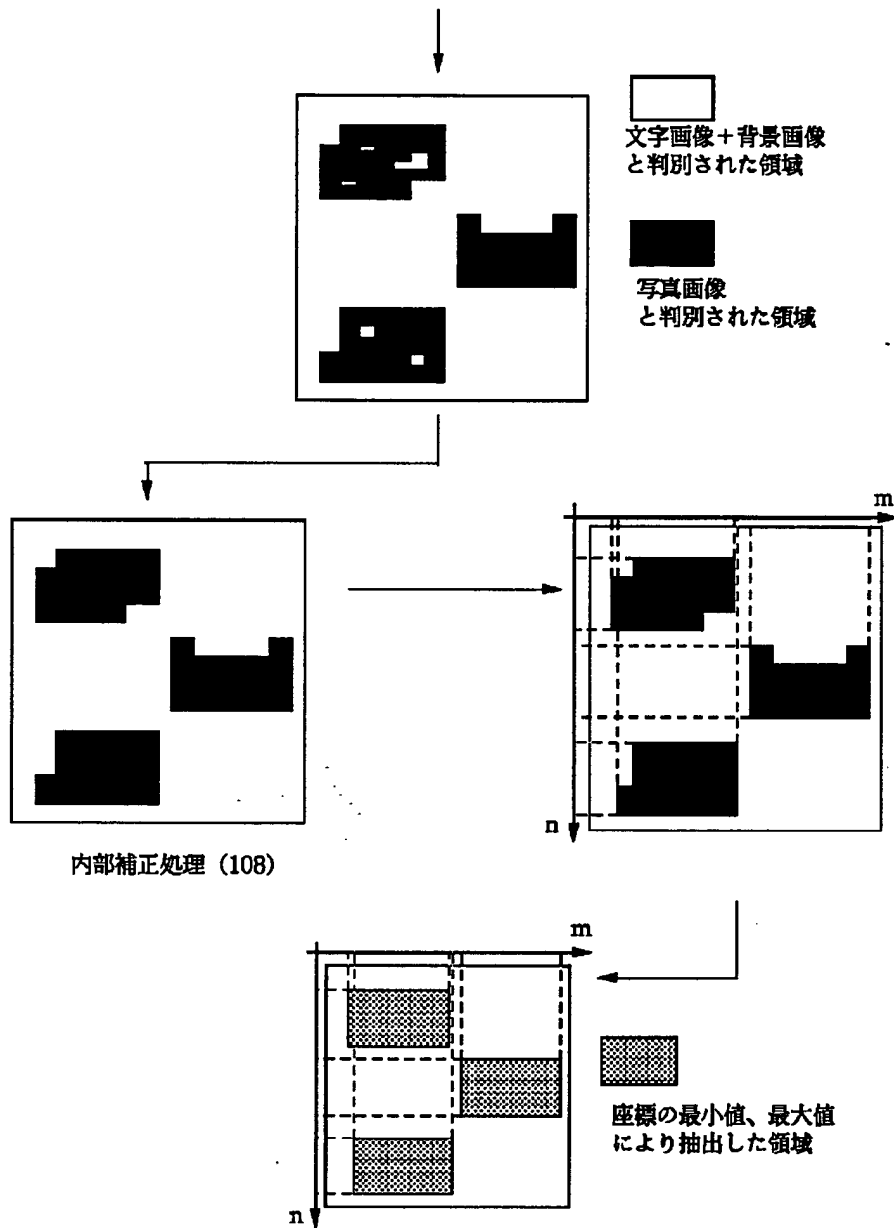 文字画像＋背景画像
と判別された領域
写真画像
と判別された領域
m
n
内部補正処理（108）
m
n
座標の最小値、最大値
により抽出した領域